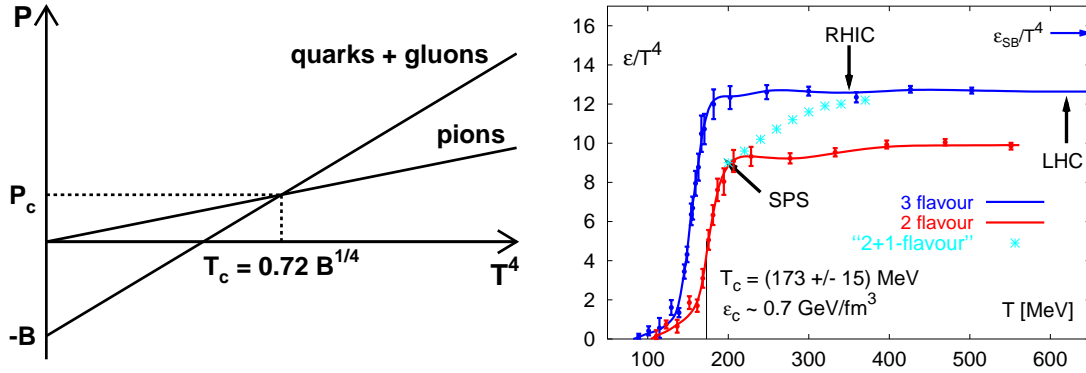 P
quarks + gluons
pions
P_c
T_c = 0.72 B^{1/4}
T^4
-B
ε/T^4
ε_SB/T^4
RHIC
LHC
SPS
3 flavour
2 flavour
"2+1-flavour"
T_c = (173 +/- 15) MeV
ε_c ~ 0.7 GeV/fm^3
T [MeV]
16
14
12
10
8
6
4
2
0
100 200 300 400 500 600